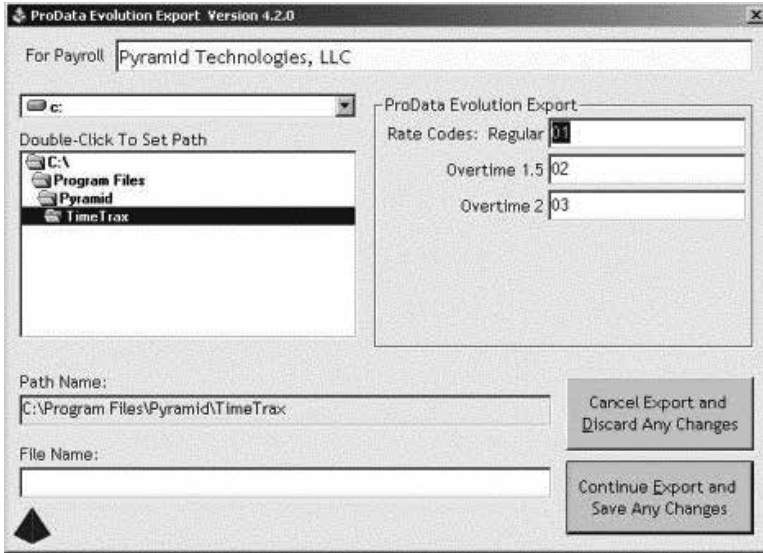 ProData Evolution Export Version 4.2.0
For Payroll Pyramid Technologies, LLC
c:
Double-Click To Set Path
C:\
Program Files
Pyramid
TimeTrax
ProData Evolution Export
Rate Codes: Regular 01
Overtime 1.5 02
Overtime 2 03
Path Name:
C:\Program Files\Pyramid\TimeTrax
File Name:
Cancel Export and
Discard Any Changes
Continue Export and
Save Any Changes